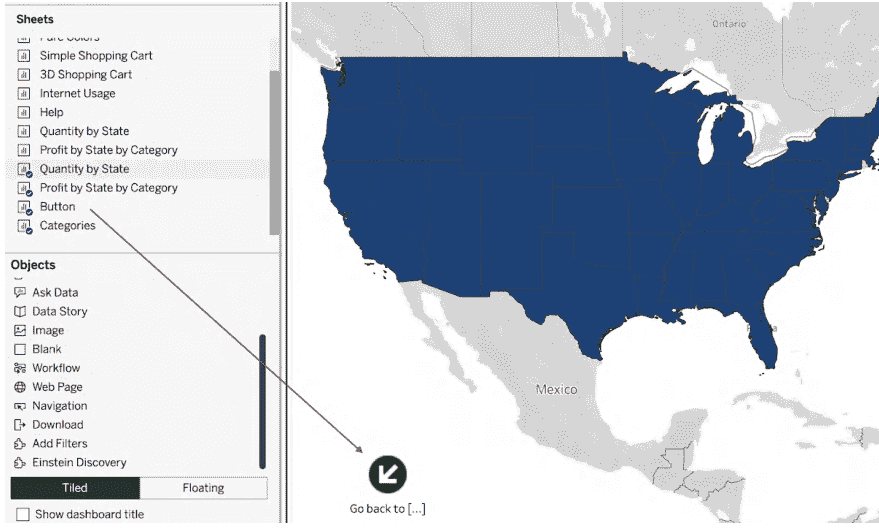 Sheets
Pure Colors
Simple Shopping Cart
3D Shopping Cart
Internet Usage
Help
Quantity by State
Profit by State by Category
Quantity by State
Profit by State by Category
Button
Categories
Objects
Ask Data
Data Story
Image
Blank
Workflow
Web Page
Navigation
Download
Add Filters
Einstein Discovery
Tiled
Floating
Show dashboard title
Ontario
Mexico
Go back to [...]